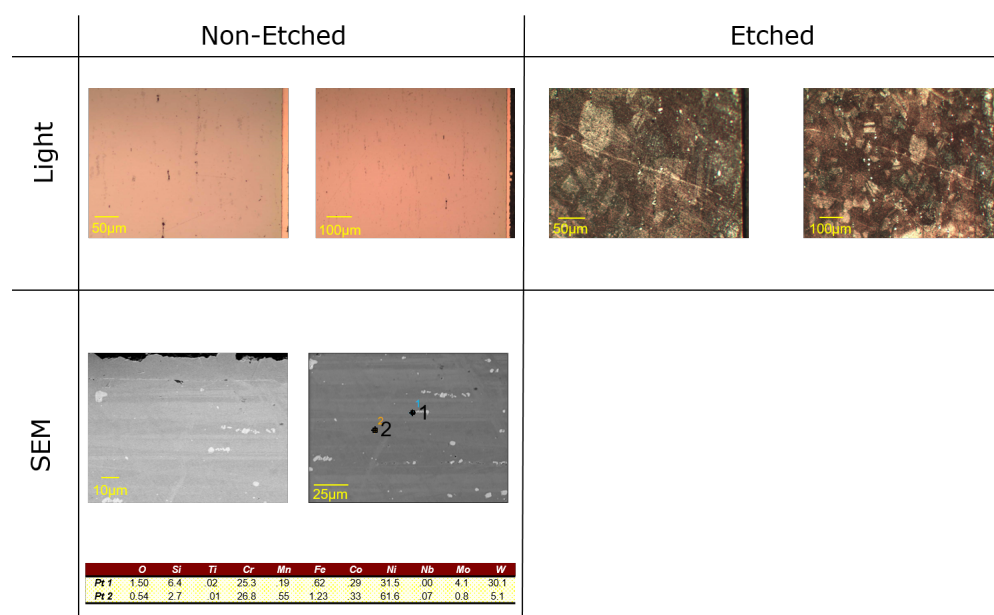 Non-Etched Etched
Light
50µm 100µm 50µm 100µm
SEM
1 1
2 2
10µm 25µm
O Si Ti Cr Mn Fe Co Ni Nb Mo W
Pt 1 1.50 6.4 .02 25.3 .19 .62 .29 31.5 .00 4.1 30.1
Pt 2 0.54 2.7 .01 26.8 .55 1.23 .33 61.6 .07 0.8 5.1